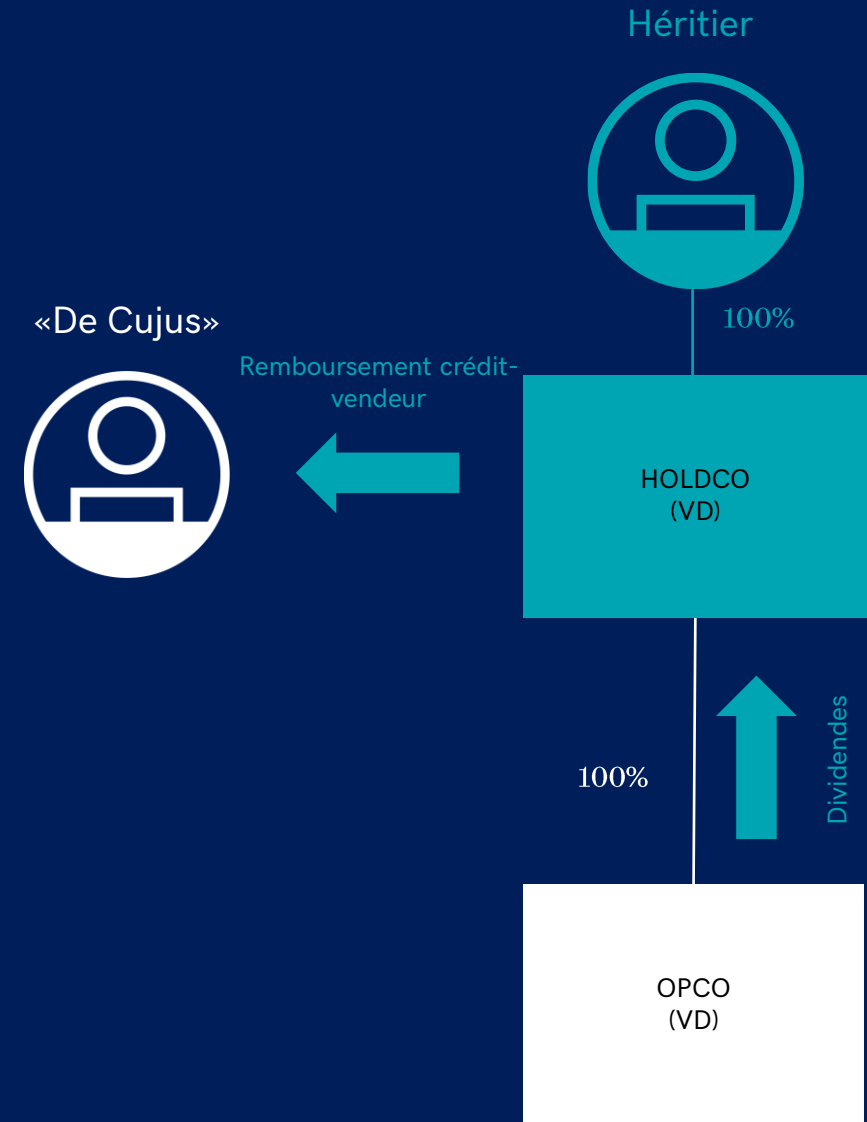 Héritier
100%
«De Cujus»
Remboursement crédit-
vendeur
HOLDCO
(VD)
100%
Dividendes
OPCO
(VD)